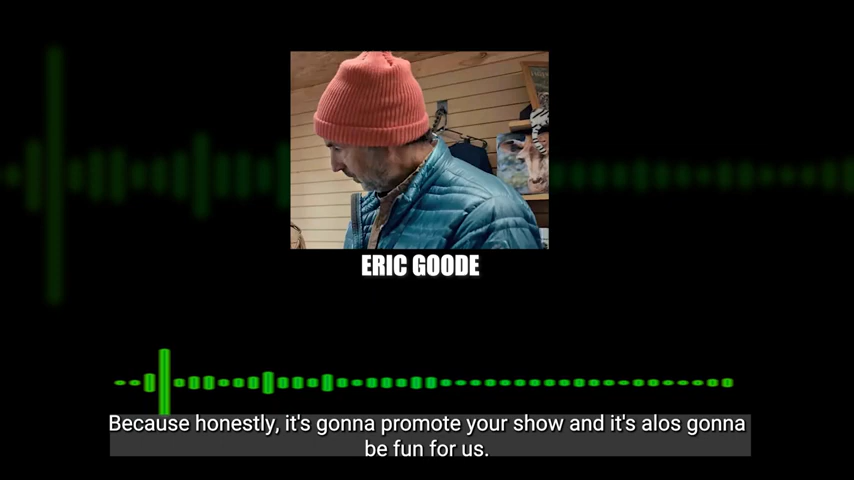 ERIC GOODE
Because honestly, it's gonna promote your show and it's alos gonna
be fun for us.